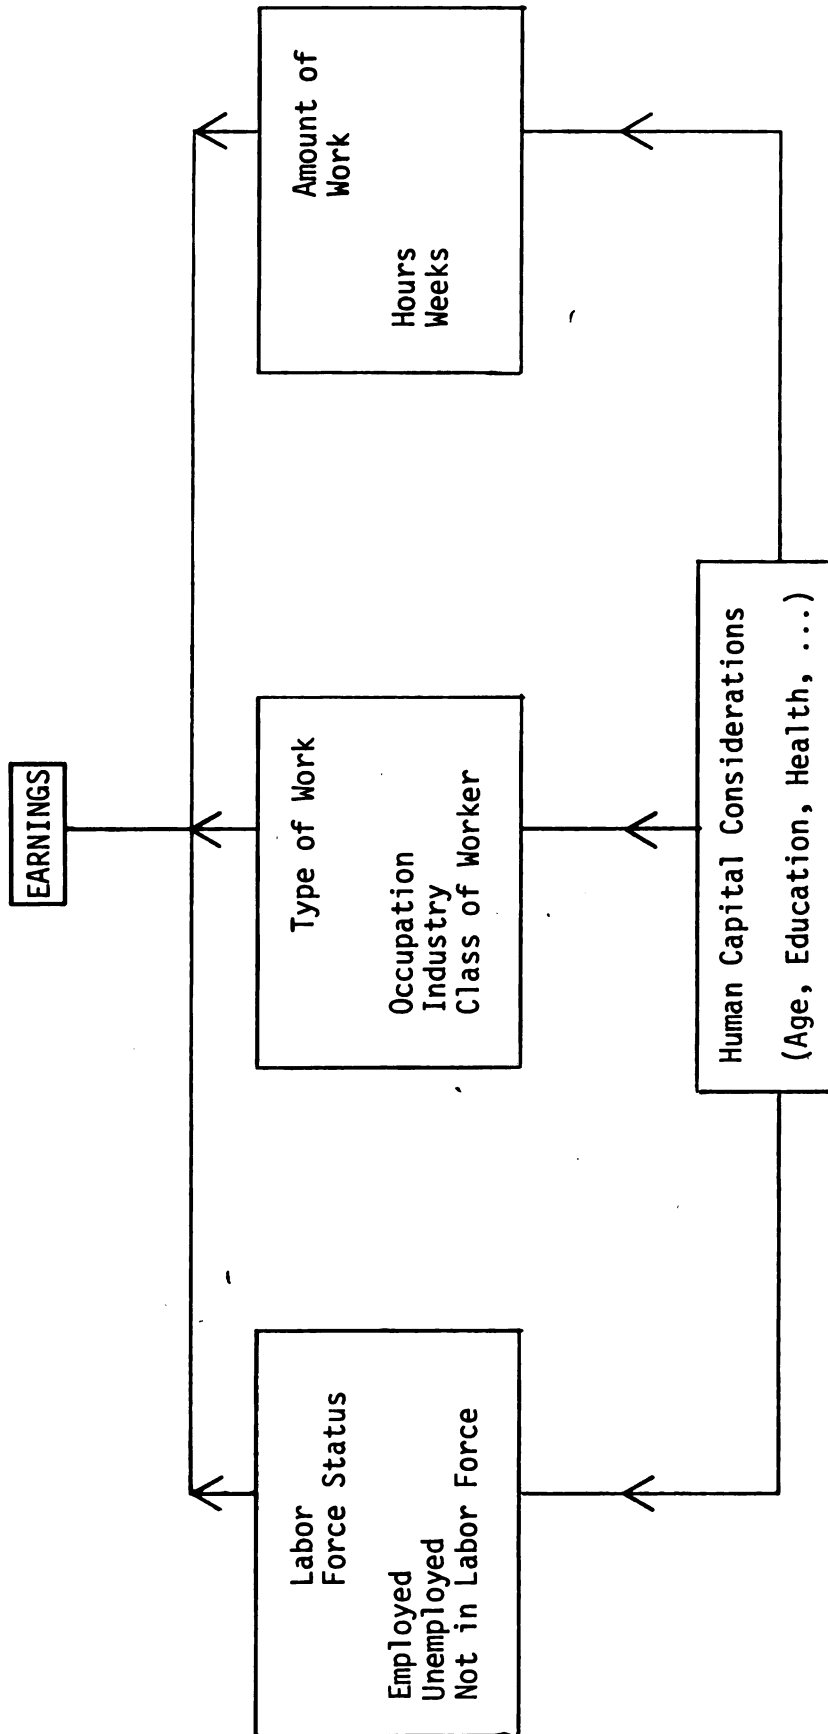 EARNINGS
Labor
Force Status
Employed
Unemployed
Not in Labor Force
Type of Work
Occupation
Industry
Class of Worker
Amount of
Work
Hours
Weeks
Human Capital Considerations
(Age, Education, Health, ...)